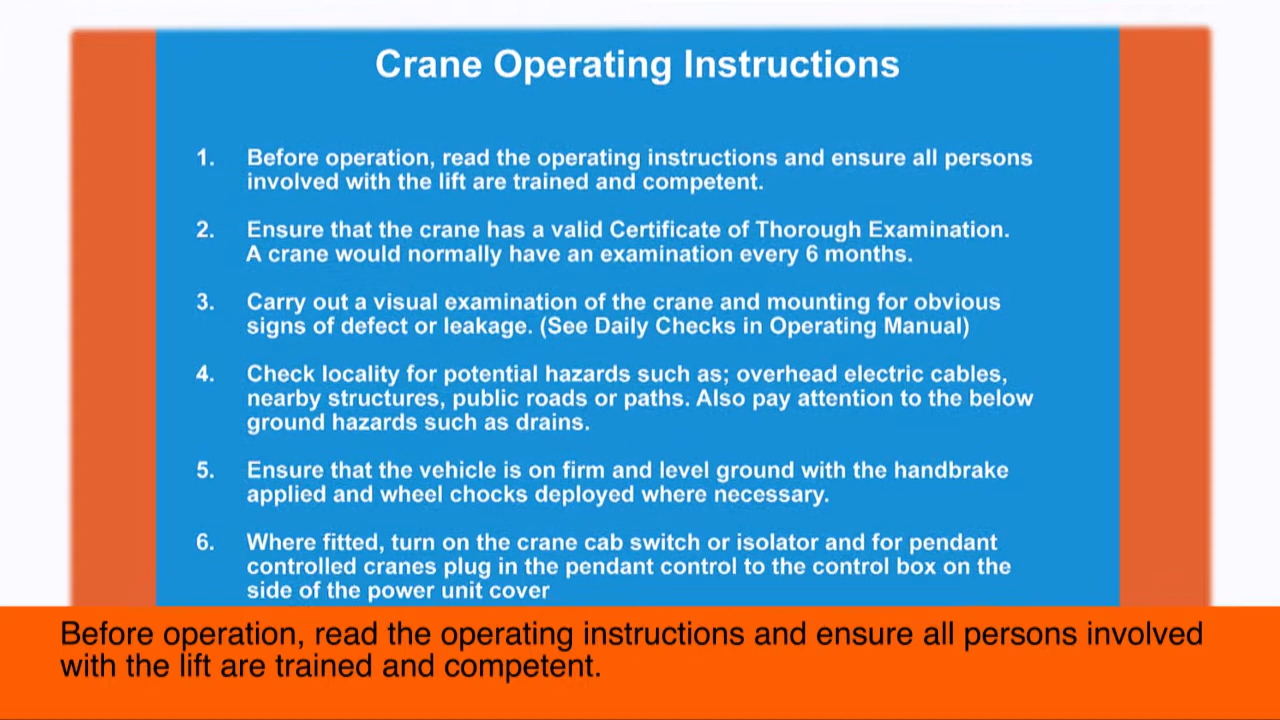 Crane Operating Instructions
1. Before operation, read the operating instructions and ensure all persons
involved with the lift are trained and competent.
2. Ensure that the crane has a valid Certificate of Thorough Examination.
A crane would normally have an examination every 6 months.
3. Carry out a visual examination of the crane and mounting for obvious
signs of defect or leakage. (See Daily Checks in Operating Manual)
4. Check locality for potential hazards such as; overhead electric cables,
nearby structures, public roads or paths. Also pay attention to the below
ground hazards such as drains.
5. Ensure that the vehicle is on firm and level ground with the handbrake
applied and wheel chocks deployed where necessary.
6. Where fitted, turn on the crane cab switch or isolator and for pendant
controlled cranes plug in the pendant control to the control box on the
side of the power unit cover
Before operation, read the operating instructions and ensure all persons involved
with the lift are trained and competent.